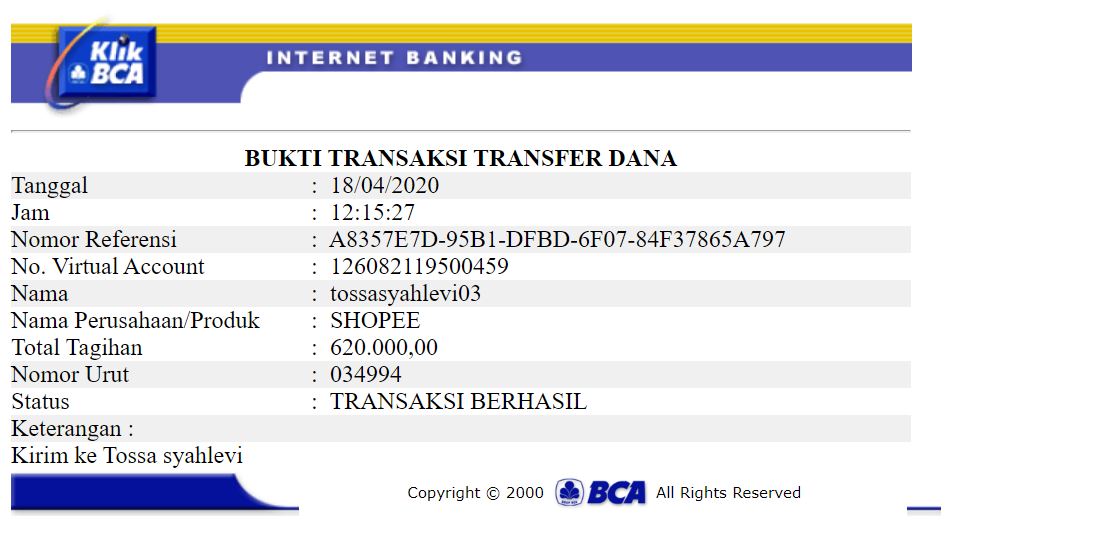 Klik
BCA
INTERNET BANKING
BUKTI TRANSAKSI TRANSFER DANA
Tanggal : 18/04/2020
Jam : 12:15:27
Nomor Referensi : A8357E7D-95B1-DFBD-6F07-84F37865A797
No. Virtual Account : 126082119500459
Nama : tossasyahlevi03
Nama Perusahaan/Produk : SHOPEE
Total Tagihan : 620.000,00
Nomor Urut : 034994
Status : TRANSAKSI BERHASIL
Keterangan :
Kirim ke Tossa syahlevi
Copyright © 2000 BCA All Rights Reserved